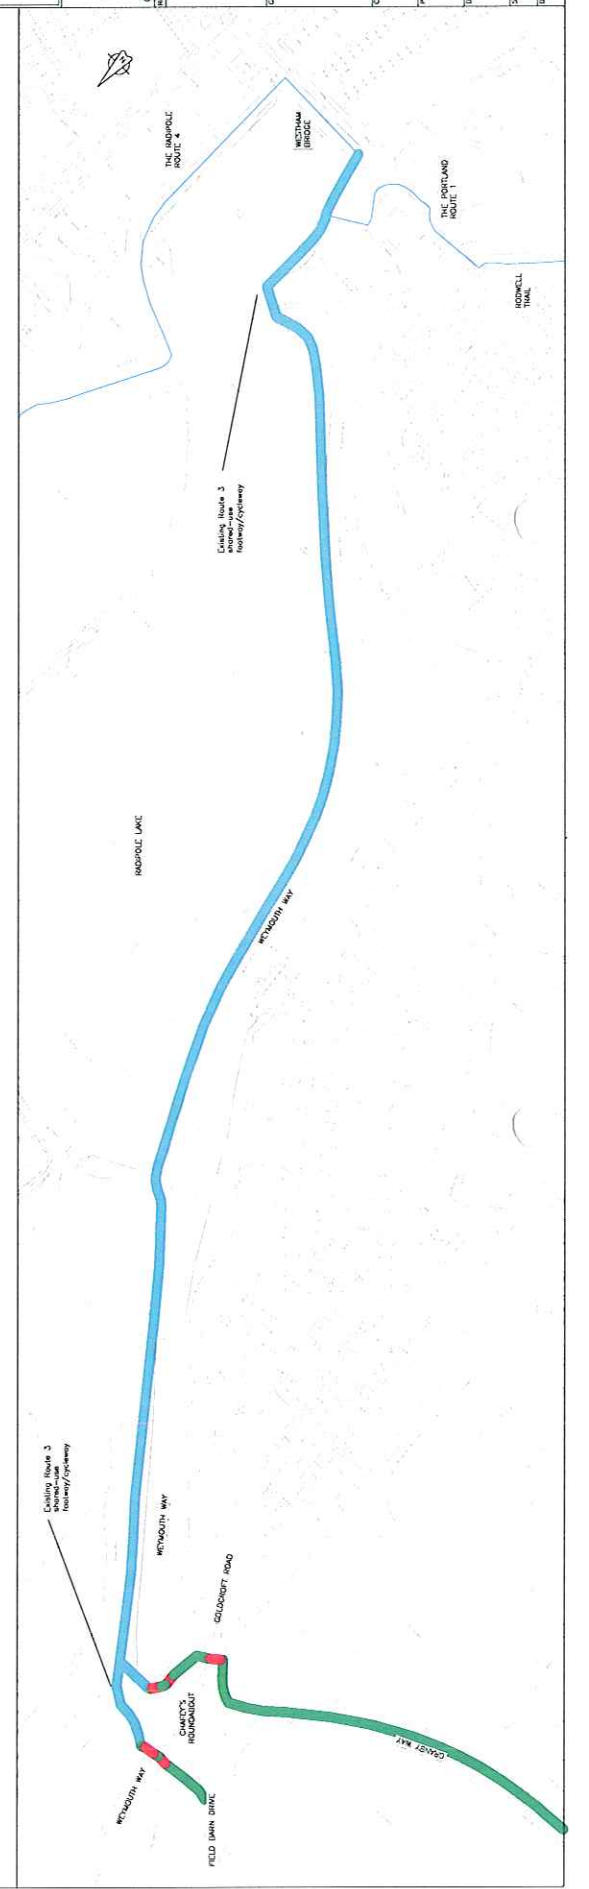 THE RADIPOLE
ROUTE 4
WESTHAM
BRIDGE
THE PORTLAND
ROUTE 1
RODWELL
TRAIL
Existing Route 3
shared-use
footway/cycleway
RADIPOLE LAKE
WEYMOUTH WAY
Existing Route 3
shared-use
footway/cycleway
WEYMOUTH WAY
GOLDCROFT ROAD
CHAFEY'S
ROUNDABOUT
GRANBY WAY
WEYMOUTH WAY
FIELD BARN DRIVE